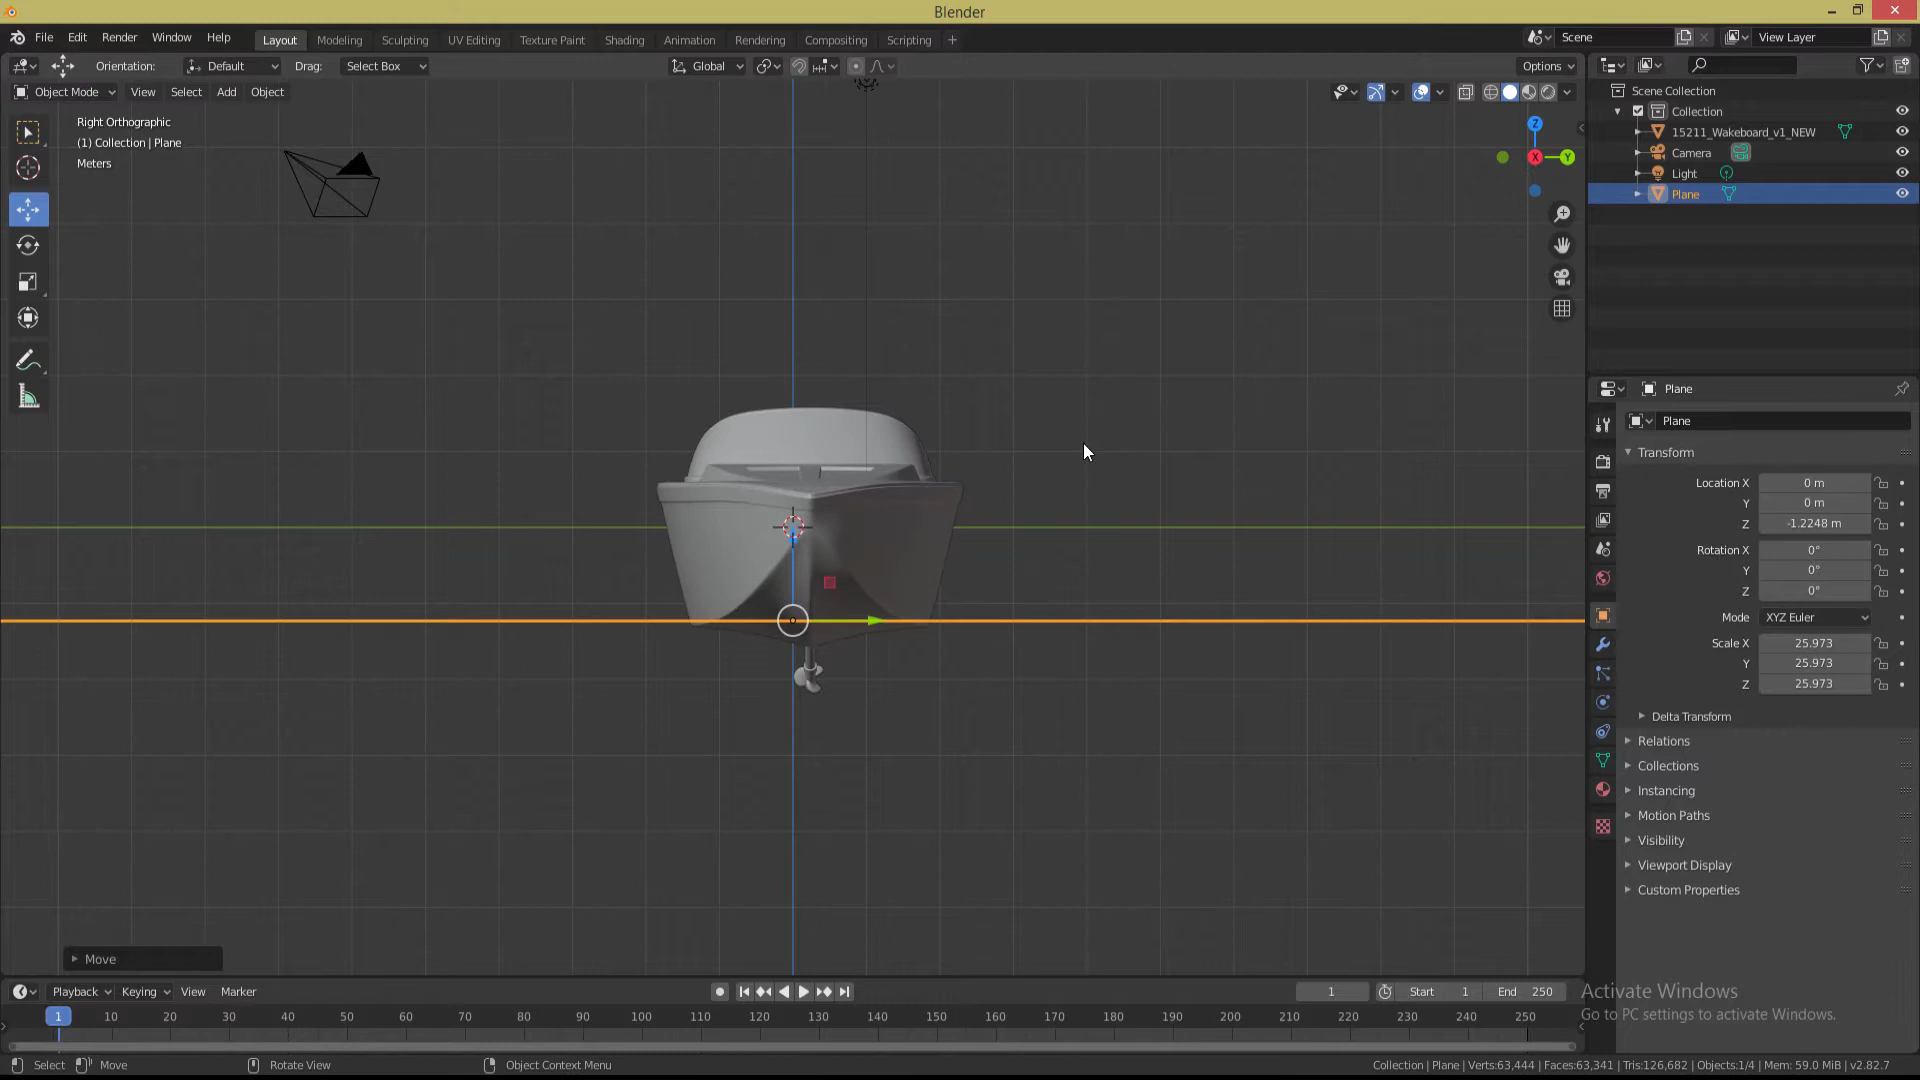 Blender
File Edit Render Window Help
Layout Modeling Sculpting UV Editing Texture Paint Shading Animation Rendering Compositing Scripting
Scene View Layer
Orientation: Default Drag: Select Box Global Options
Object Mode View Select Add Object
Right Orthographic
(1) Collection | Plane
Meters
Z
X
Y
Scene Collection
Collection
15211_Wakeboard_v1_NEW
Camera
Light
Plane
Plane
Plane
Transform
Location X 0 m
Y 0 m
Z -1.2248 m
Rotation X 0°
Y 0°
Z 0°
Mode XYZ Euler
Scale X 25.973
Y 25.973
Z 25.973
Delta Transform
Relations
Collections
Instancing
Motion Paths
Visibility
Viewport Display
Custom Properties
Move
Playback Keying View Marker
1 Start 1 End 250
1 10 20 30 40 50 60 70 80 90 100 110 120 130 140 150 160 170 180 190 200 210 220 230 240 250
Activate Windows
Go to PC settings to activate Windows.
Select Move Rotate View Object Context Menu
Collection | Plane | Verts:63,444 | Faces:63,341 | Tris:126,682 | Objects:1/4 | Mem: 59.0 MiB | v2.82.7